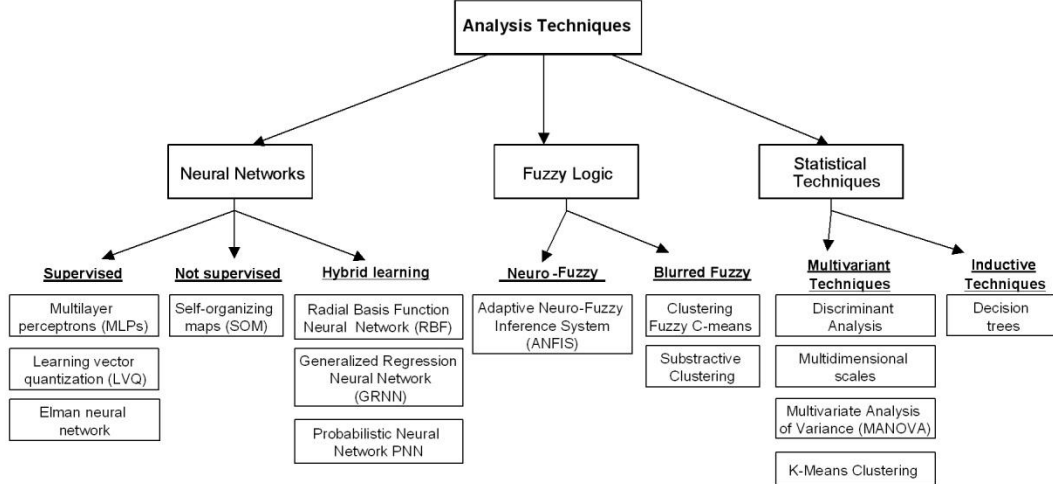 Analysis Techniques
Neural Networks
Fuzzy Logic
Statistical
Techniques
Supervised
Multilayer
perceptrons (MLPs)
Learning vector
quantization (LVQ)
Elman neural
network
Not supervised
Self-organizing
maps (SOM)
Hybrid learning
Radial Basis Function
Neural Network (RBF)
Generalized Regression
Neural Network
(GRNN)
Probabilistic Neural
Network PNN
Neuro -Fuzzy
Adaptive Neuro-Fuzzy
Inference System
(ANFIS)
Blurred Fuzzy
Clustering
Fuzzy C-means
Substractive
Clustering
Multivariant
Techniques
Discriminant
Analysis
Multidimensional
scales
Multivariate Analysis
of Variance (MANOVA)
K-Means Clustering
Inductive
Techniques
Decision
trees